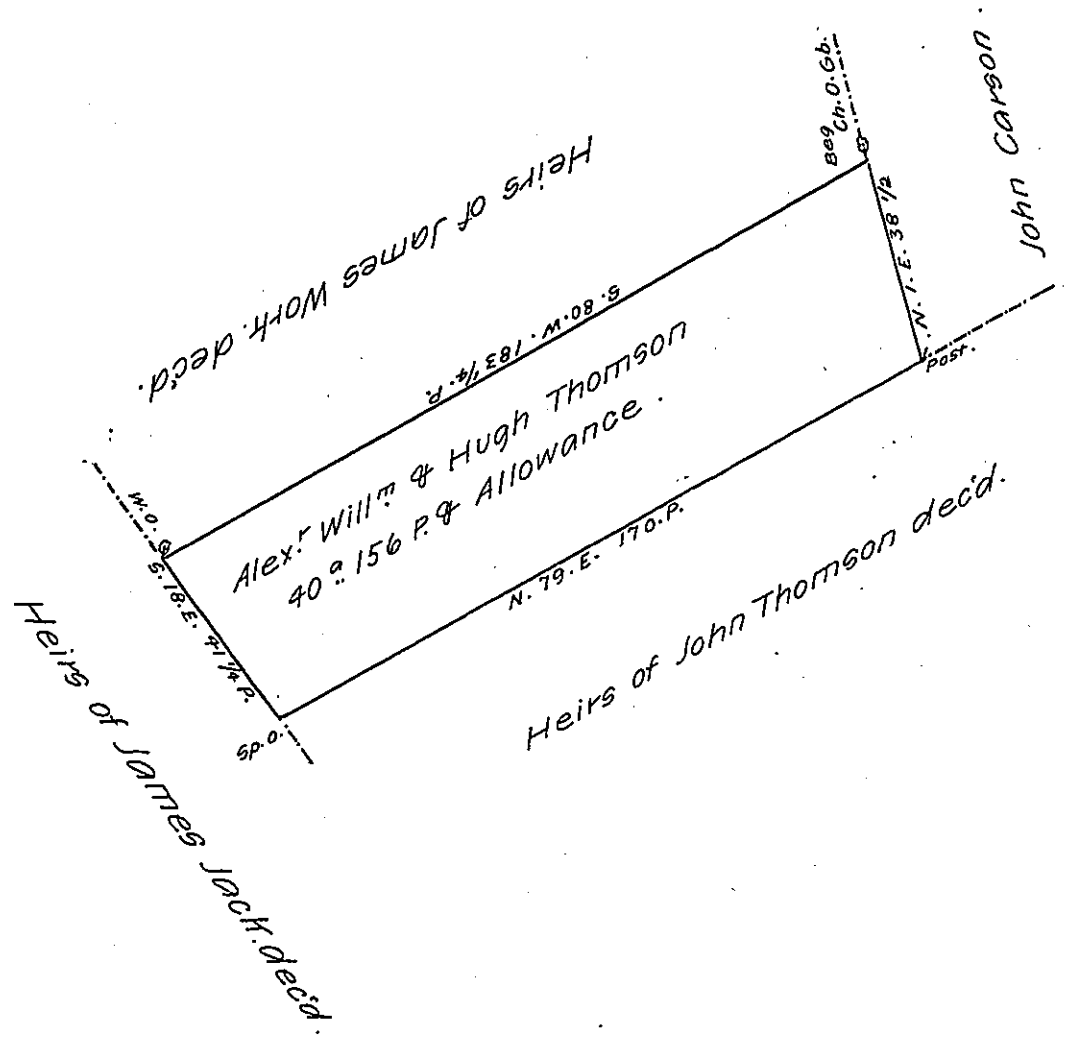 John Carson.
Beg
Ch. O. Gb.
Heirs of James Work. dec'd.
N. 1. E. 38 1/2
S. 80. W. 183 1/4. P.
Post.
Alex.r Will.m & Hugh Thomson
40 a.. 156 P. & Allowance.
W. O.
S. 18. E. 41 1/4 P.
N. 79. E. 170. P.
Heirs of John Thomson dec'd.
Sp. O.
Heirs of James Jack. dec'd.